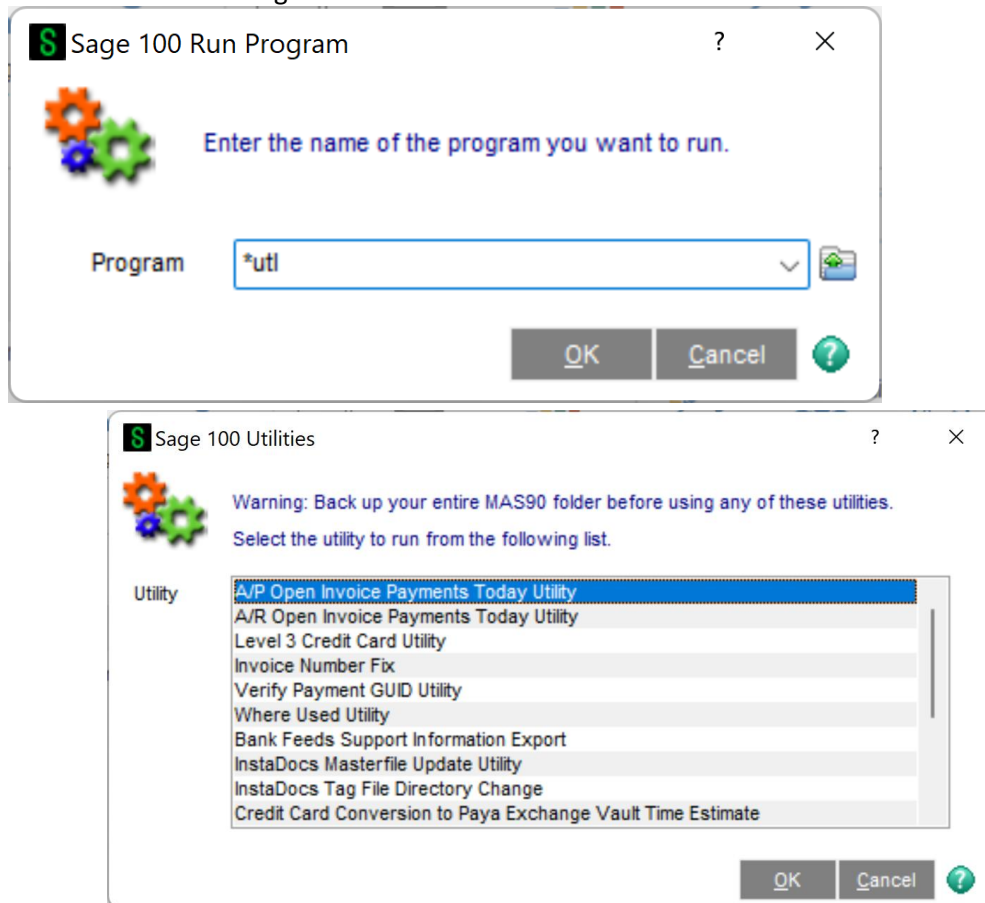 Sage 100 Run Program
?
Enter the name of the program you want to run.
Program
*utl
OK
Cancel
?
Sage 100 Utilities
?
Warning: Back up your entire MAS90 folder before using any of these utilities.
Select the utility to run from the following list.
Utility
A/P Open Invoice Payments Today Utility
A/R Open Invoice Payments Today Utility
Level 3 Credit Card Utility
Invoice Number Fix
Verify Payment GUID Utility
Where Used Utility
Bank Feeds Support Information Export
InstaDocs Masterfile Update Utility
InstaDocs Tag File Directory Change
Credit Card Conversion to Paya Exchange Vault Time Estimate
OK
Cancel
?